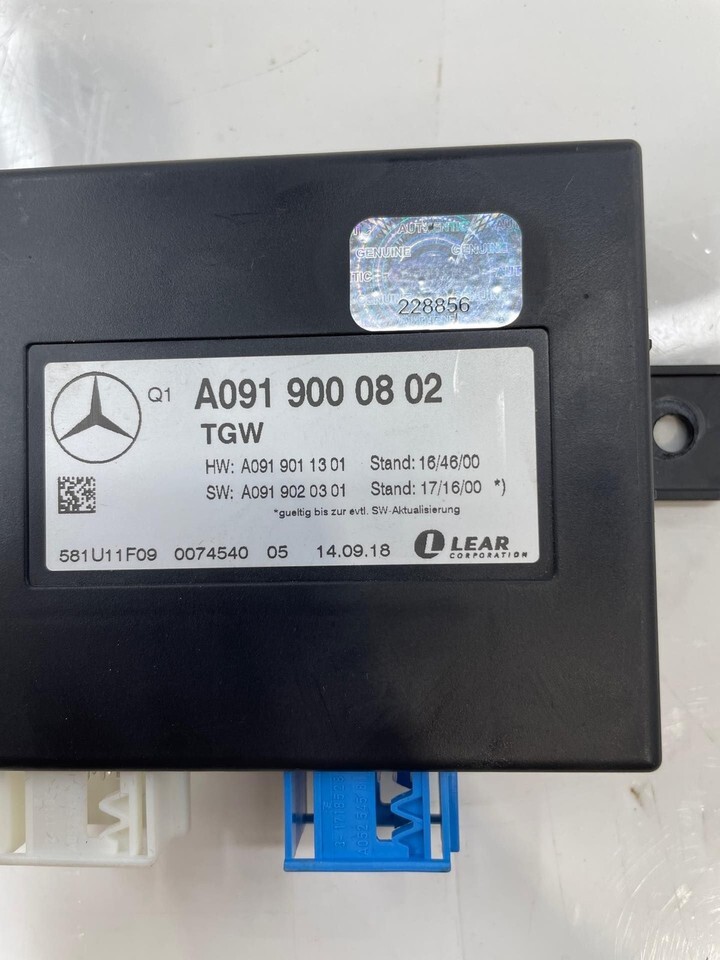 AUTHENTIC
GENUINE
228856
Q1 A091 900 08 02
TGW
HW: A091 901 13 01 Stand: 16/46/00
SW: A091 902 03 01 Stand: 17/16/00 *)
*gueltig bis zur evtl. SW-Aktualisierung
581U11F09 0074540 05 14.09.18 LEAR
CORPORATION